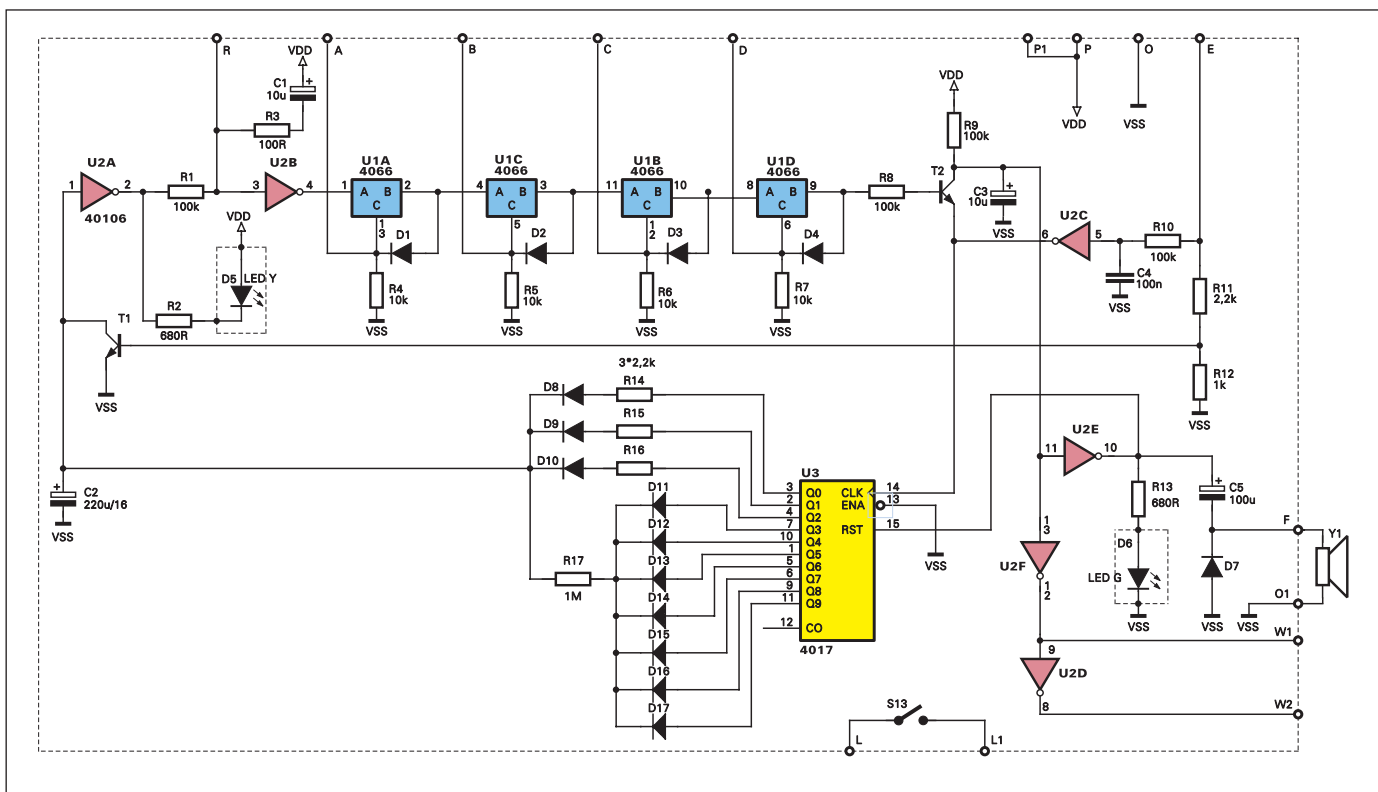 R
A
B
C
D
P1
P
O
E
VDD
C1
+
10u
R3
100R
VDD
R9
100k
VDD
VSS
U2A
1
2
40106
R1
100k
U2B
3
4
U1A
4066
1
A
B
C
2
1
3
D1
U1C
4066
4
A
B
C
3
5
D2
U1B
4066
11
A
B
C
10
1
2
D3
U1D
4066
8
A
B
C
9
6
D4
R8
100k
T2
+
C3
10u
VSS
U2C
6
5
R10
100k
C4
100n
VSS
VDD
D5
LED Y
R2
680R
T1
VSS
R4
10k
VSS
R5
10k
VSS
R6
10k
VSS
R7
10k
VSS
R11
2,2k
R12
1k
VSS
3*2,2k
D8
R14
D9
R15
D10
R16
+
C2
220u/16
VSS
D11
D12
D13
D14
D15
D16
D17
R17
1M
U3
3
Q0
2
Q1
4
Q2
7
Q3
10
Q4
1
Q5
5
Q6
6
Q7
9
Q8
11
Q9
12
CO
CLK
14
ENA
13
RST
15
4017
VSS
U2E
11
10
R13
680R
+
C5
100u
D6
LED G
VSS
D7
VSS
VSS
F
Y1
O1
1
3
U2F
1
2
W1
9
U2D
8
W2
S13
L
L1